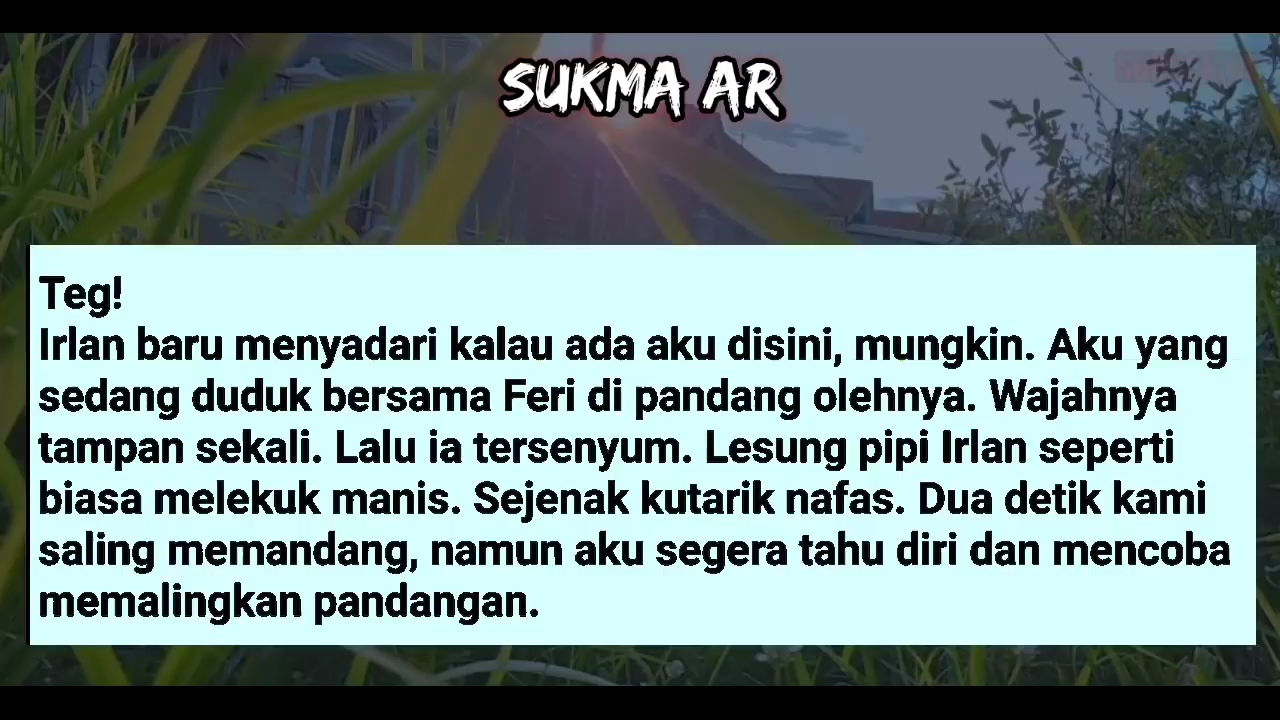 SUKMA AR
Teg!
Irlan baru menyadari kalau ada aku disini, mungkin. Aku yang
sedang duduk bersama Feri di pandang olehnya. Wajahnya
tampan sekali. Lalu ia tersenyum. Lesung pipi Irlan seperti
biasa melekuk manis. Sejenak kutarik nafas. Dua detik kami
saling memandang, namun aku segera tahu diri dan mencoba
memalingkan pandangan.